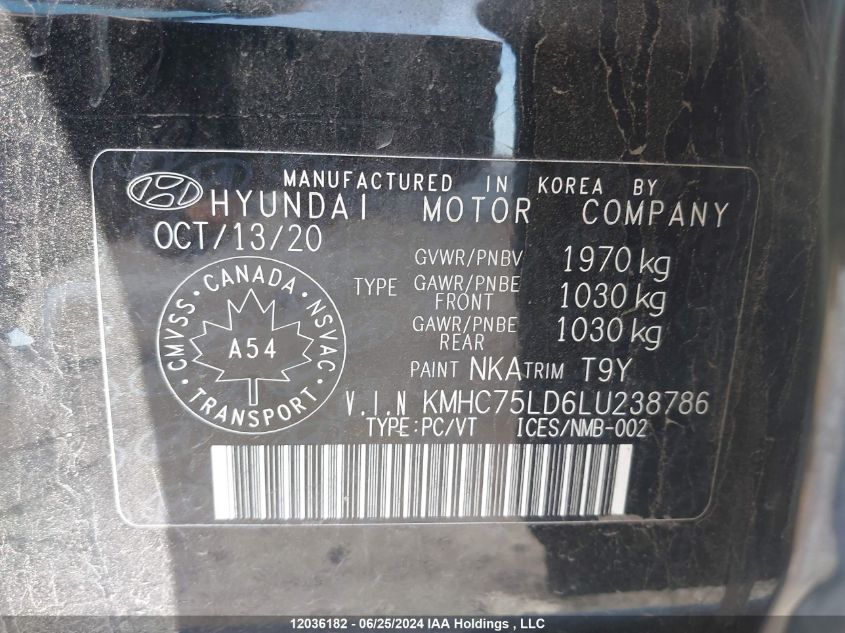 MANUFACTURED IN KOREA BY
HYUNDAI MOTOR COMPANY
OCT/13/20
GVWR/PNBV 1970 kg
TYPE GAWR/PNBE FRONT 1030 kg
GAWR/PNBE REAR 1030 kg
CANADA · NSVAC · TRANSPORT · CMVSS
A54
PAINT NKA TRIM T9Y
V.I.N KMHC75LD6LU238786
TYPE:PC/VT ICES/NMB-002
12036182 - 06/25/2024 IAA Holdings , LLC